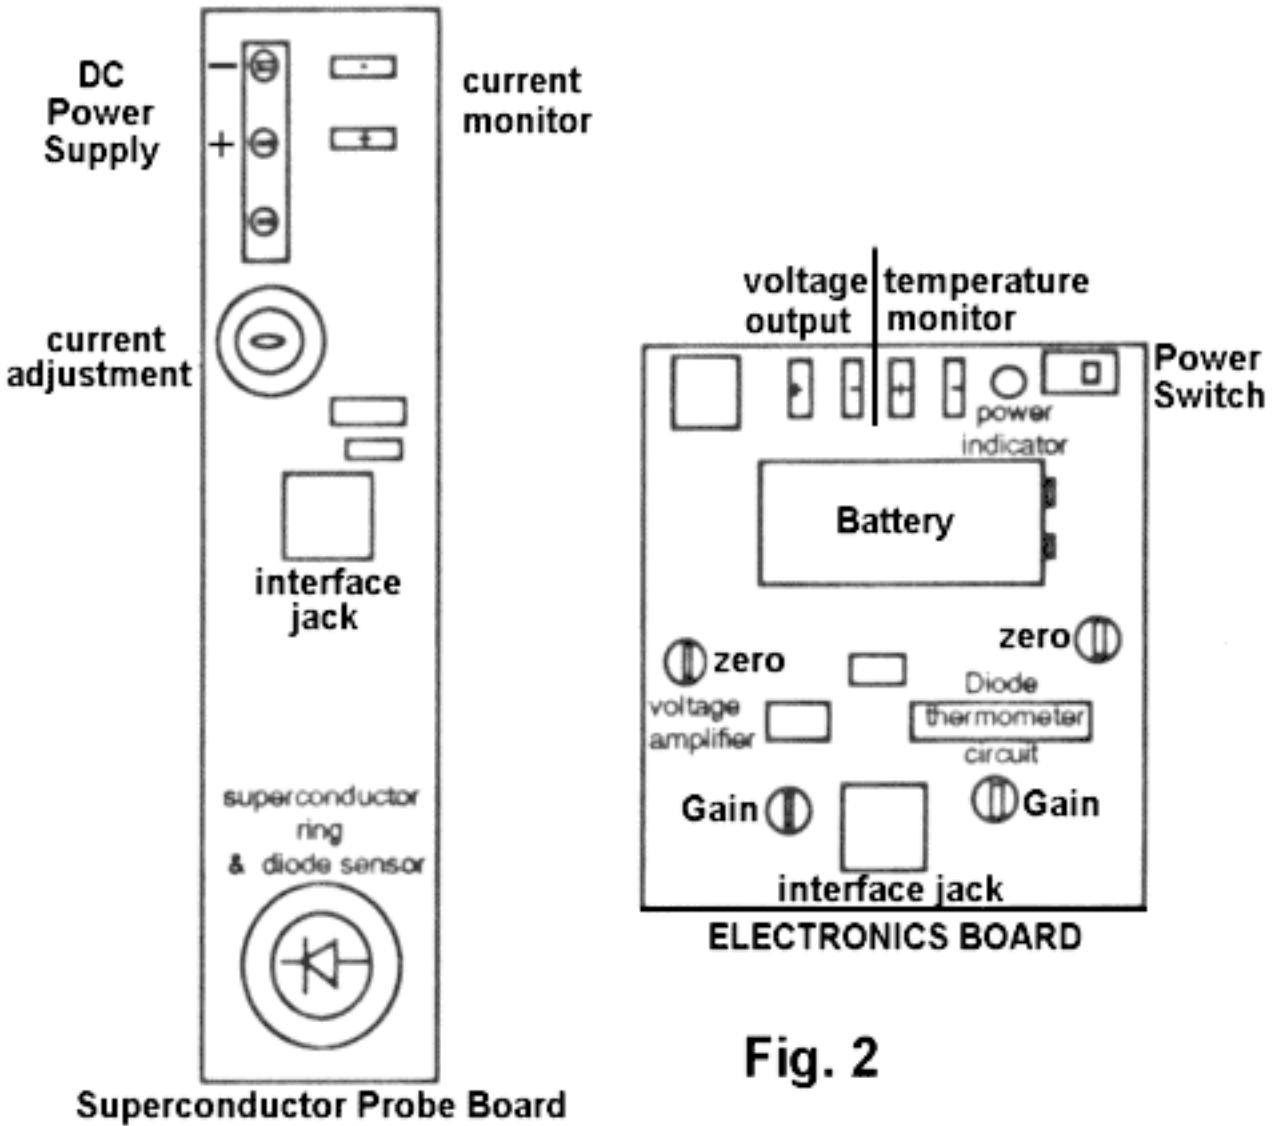 DC
Power
Supply
−
-
+
+
current
monitor
current
adjustment
interface
jack
superconductor
ring
& diode sensor
Superconductor Probe Board
voltage
output
temperature
monitor
+
-
+
-
Power
Switch
power
indicator
Battery
zero
zero
voltage
amplifier
Diode
thermometer
circuit
Gain
Gain
interface jack
ELECTRONICS BOARD
Fig. 2